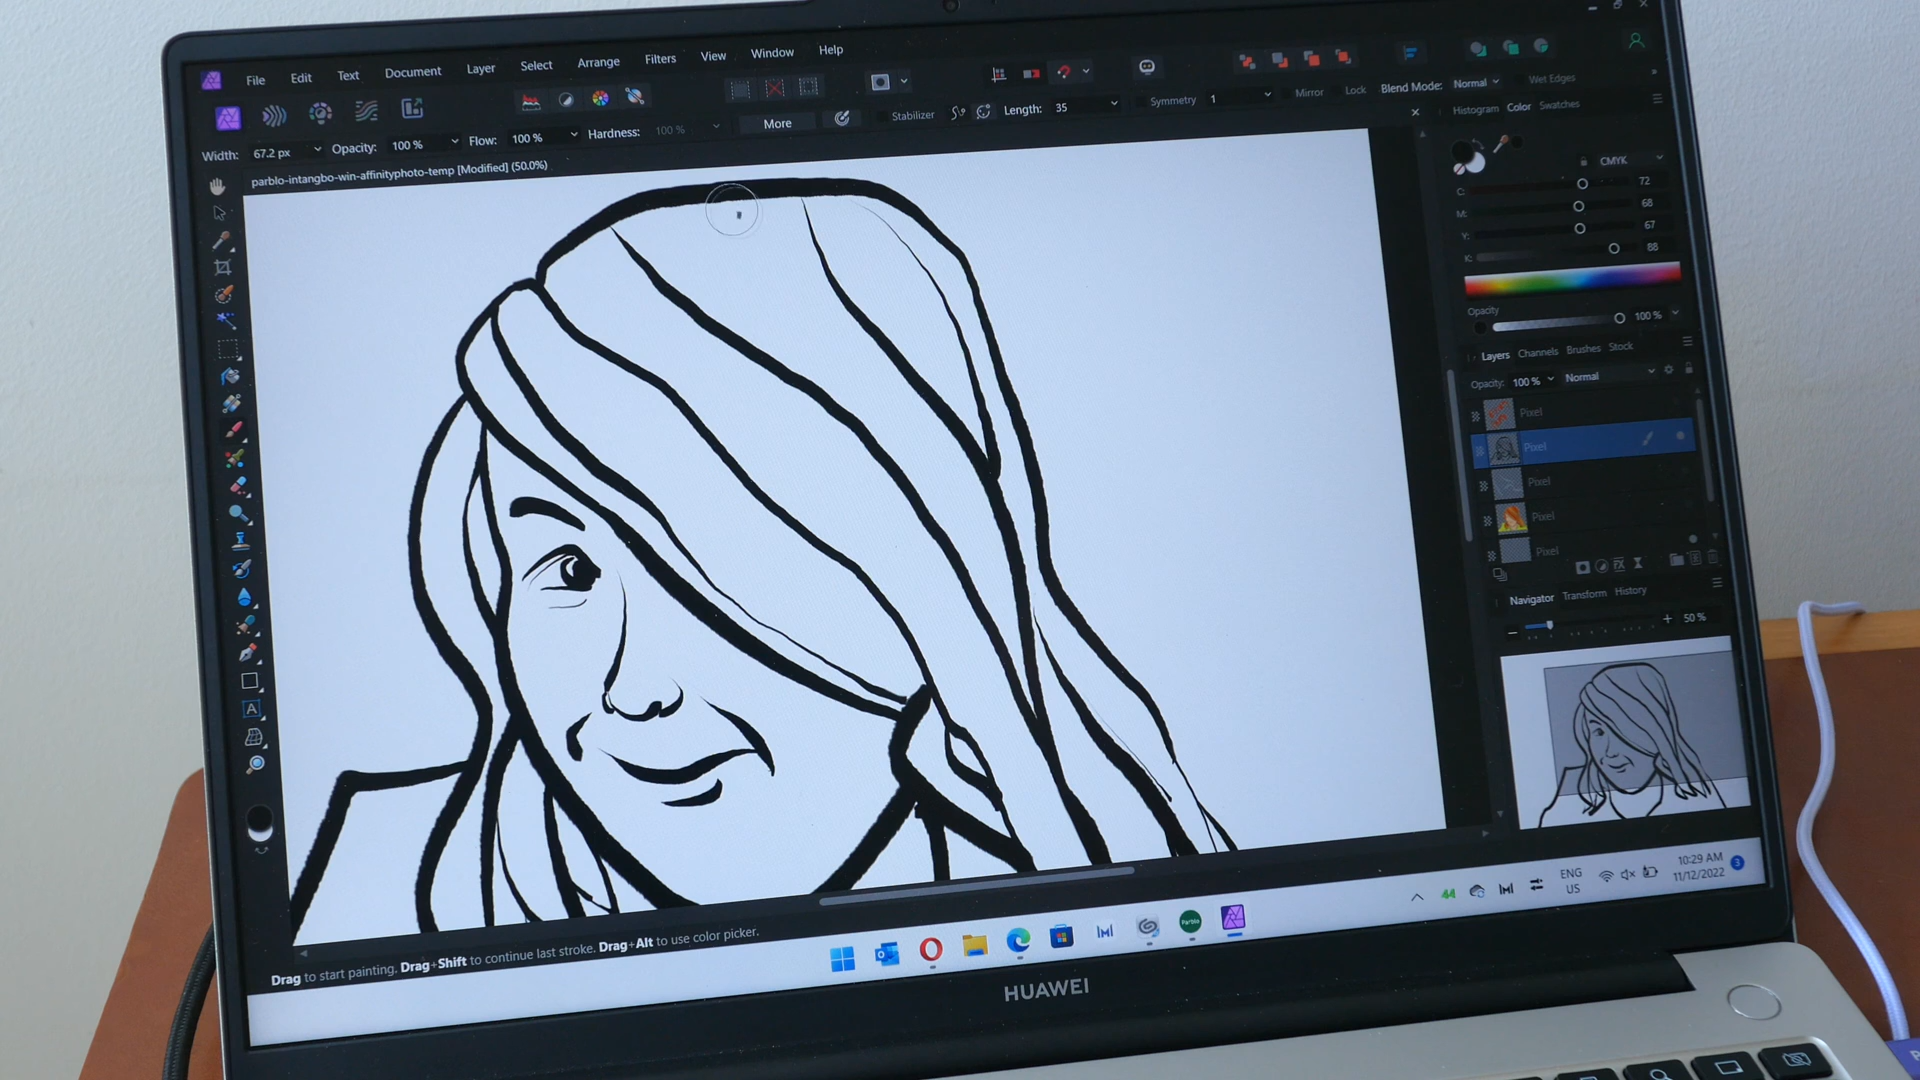 File Edit Text Document Layer Select Arrange Filters View Window Help
Width: 67.2 px Opacity: 100 % Flow: 100 % Hardness: 100 % More Stabilizer Length: 35 Symmetry 1 Mirror Lock Blend Mode: Normal Wet Edges
parblo-intangbo-win-affinityphoto-temp [Modified] (50.0%)
Histogram Color Swatches
CMYK
C: 72
M: 68
Y: 67
K: 88
Opacity
100 %
Layers Channels Brushes Stock
Opacity: 100 % Normal
Pixel
Pixel
Pixel
Pixel
Pixel
FX
Navigator Transform History
50 %
A
Drag to start painting. Drag+Shift to continue last stroke. Drag+Alt to use color picker.
Parblo
44
ENG
US
10:29 AM
11/12/2022
3
HUAWEI